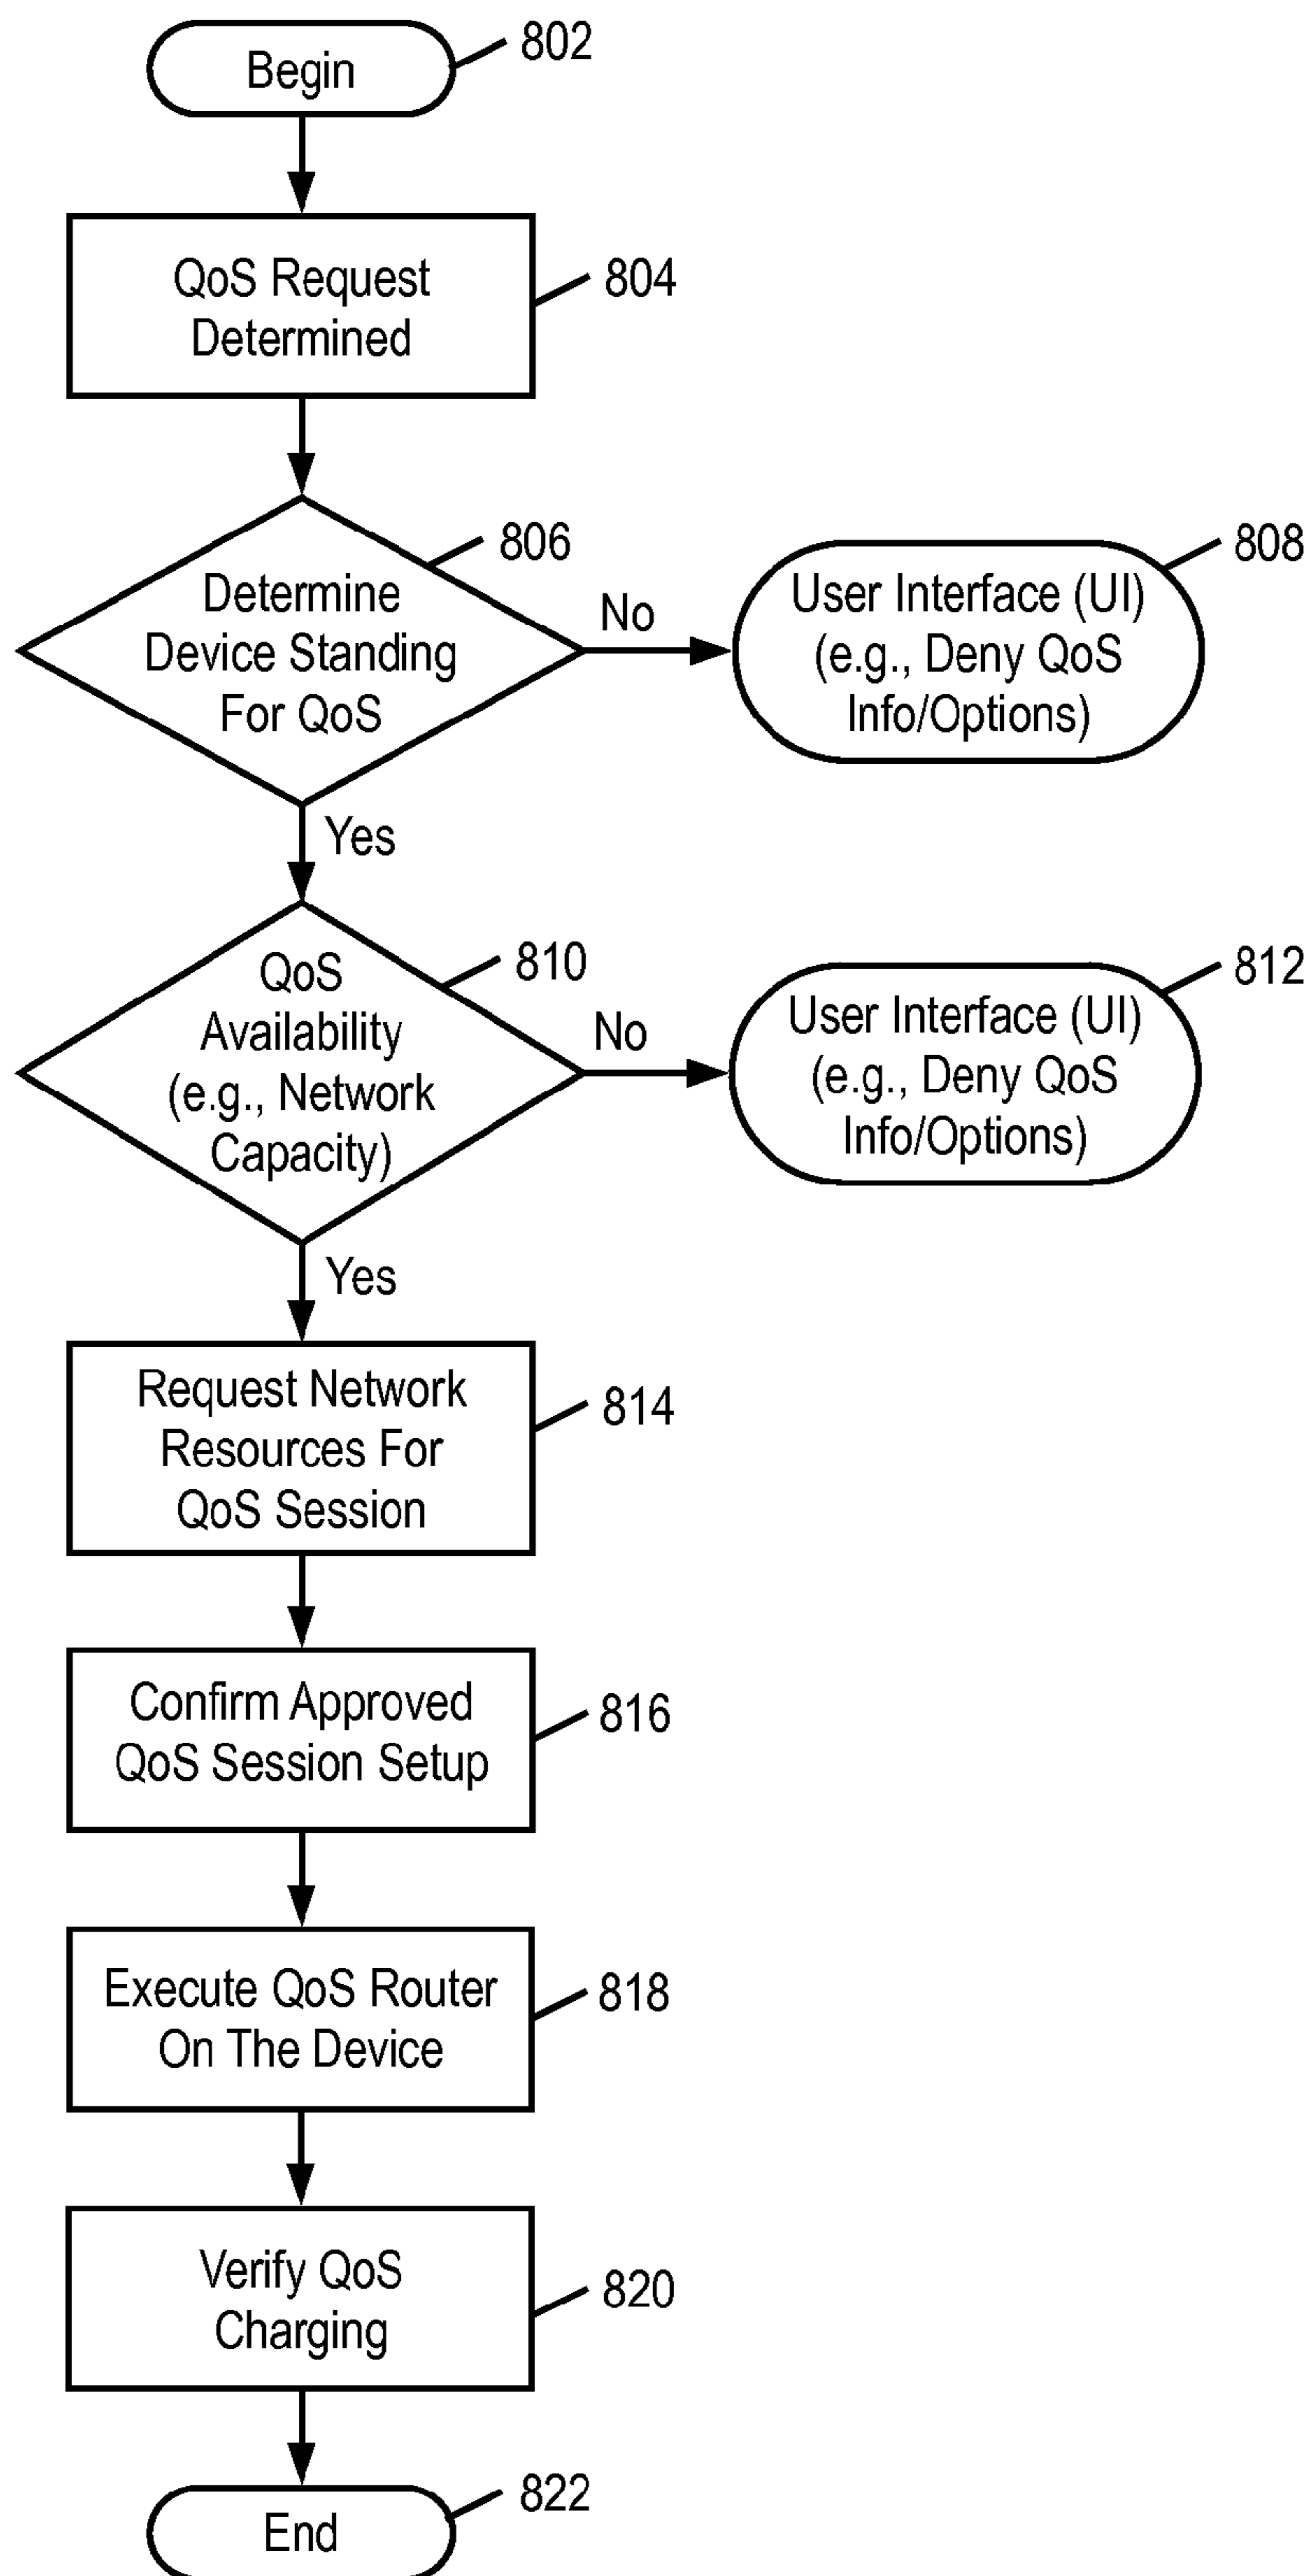 Begin
802
QoS Request
Determined
804
806
Determine
Device Standing
For QoS
No
808
User Interface (UI)
(e.g., Deny QoS
Info/Options)
Yes
810
QoS
Availability
(e.g., Network
Capacity)
No
812
User Interface (UI)
(e.g., Deny QoS
Info/Options)
Yes
Request Network
Resources For
QoS Session
814
Confirm Approved
QoS Session Setup
816
Execute QoS Router
On The Device
818
Verify QoS
Charging
820
End
822